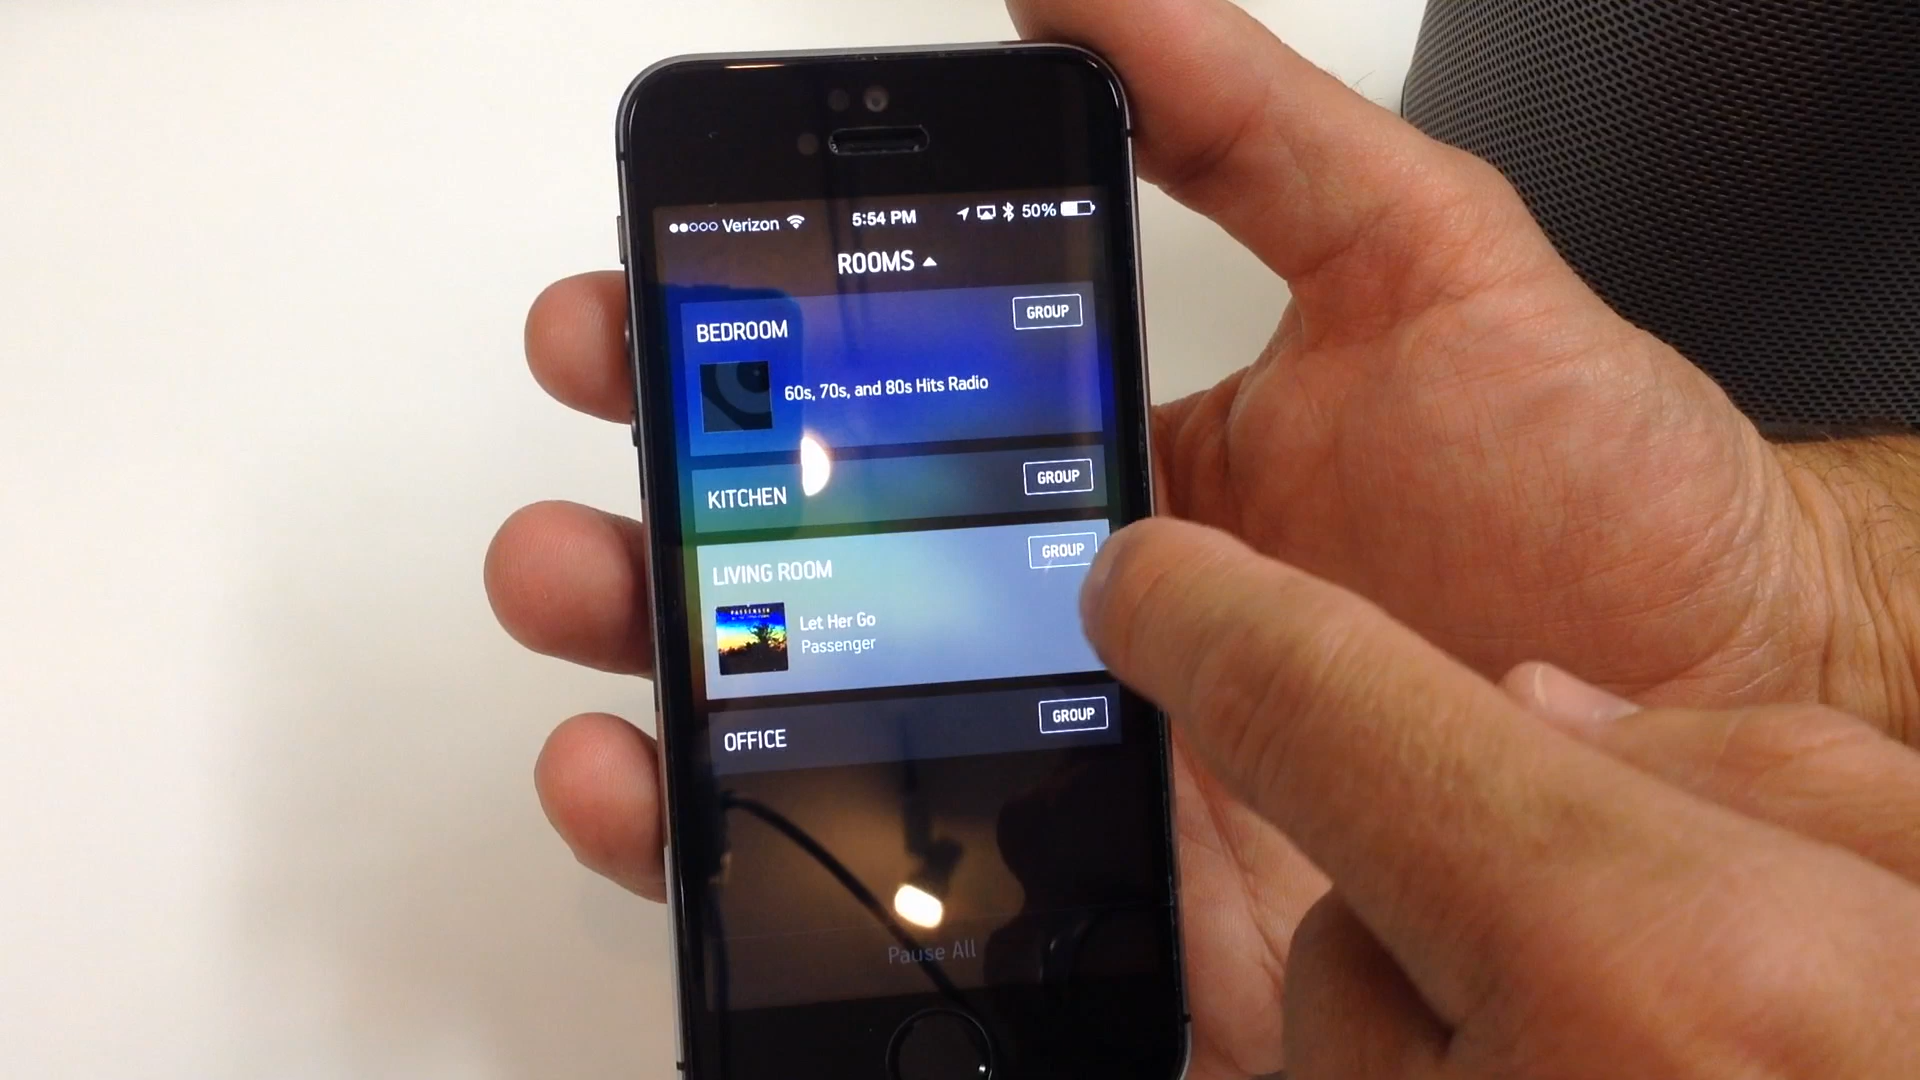 Verizon 5:54 PM 50%
ROOMS
BEDROOM GROUP
60s, 70s, and 80s Hits Radio
KITCHEN GROUP
LIVING ROOM GROUP
PASSENGER
Let Her Go
Passenger
OFFICE GROUP
Pause All